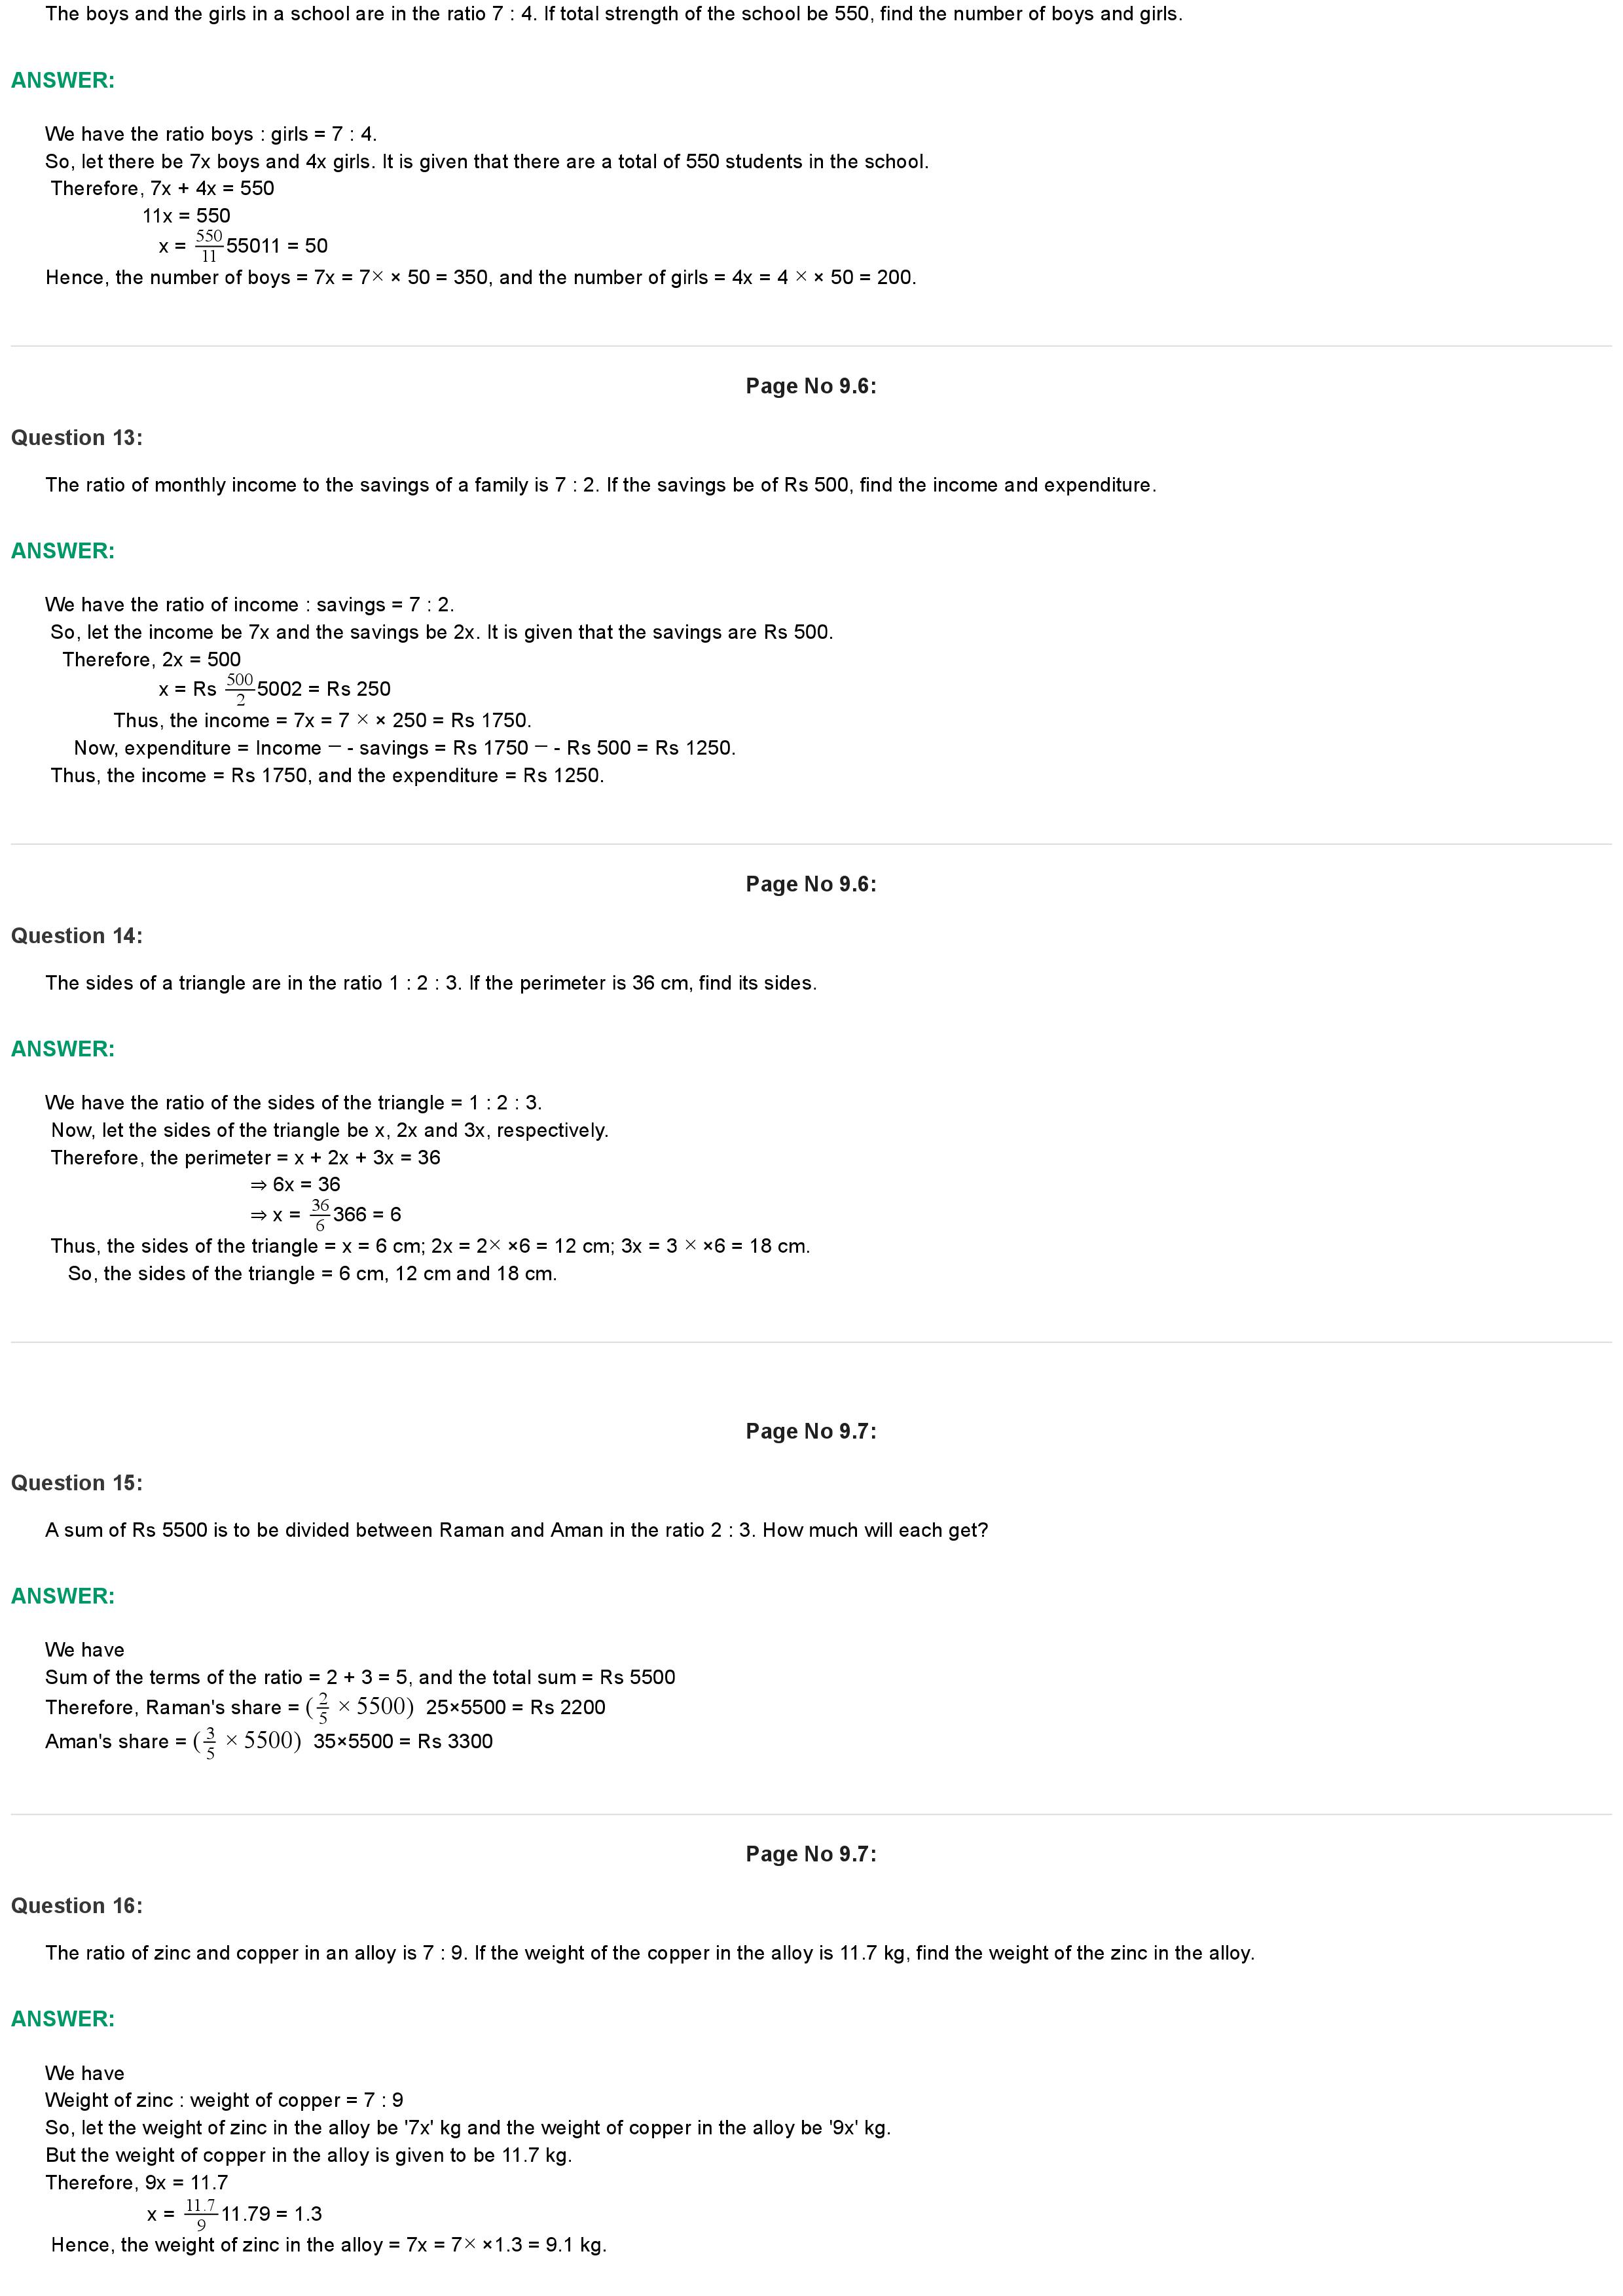 The boys and the girls in a school are in the ratio 7 : 4. If total strength of the school be 550, find the number of boys and girls.
ANSWER:
We have the ratio boys : girls = 7 : 4.
So, let there be 7x boys and 4x girls. It is given that there are a total of 550 students in the school.
Therefore, 7x + 4x = 550
11x = 550
x = 550/11 55011 = 50
Hence, the number of boys = 7x = 7× × 50 = 350, and the number of girls = 4x = 4 × × 50 = 200.
Page No 9.6:
Question 13:
The ratio of monthly income to the savings of a family is 7 : 2. If the savings be of Rs 500, find the income and expenditure.
ANSWER:
We have the ratio of income : savings = 7 : 2.
So, let the income be 7x and the savings be 2x. It is given that the savings are Rs 500.
Therefore, 2x = 500
x = Rs 500/2 5002 = Rs 250
Thus, the income = 7x = 7 × × 250 = Rs 1750.
Now, expenditure = Income − - savings = Rs 1750 − - Rs 500 = Rs 1250.
Thus, the income = Rs 1750, and the expenditure = Rs 1250.
Page No 9.6:
Question 14:
The sides of a triangle are in the ratio 1 : 2 : 3. If the perimeter is 36 cm, find its sides.
ANSWER:
We have the ratio of the sides of the triangle = 1 : 2 : 3.
Now, let the sides of the triangle be x, 2x and 3x, respectively.
Therefore, the perimeter = x + 2x + 3x = 36
⇒ 6x = 36
⇒ x = 36/6 366 = 6
Thus, the sides of the triangle = x = 6 cm; 2x = 2× ×6 = 12 cm; 3x = 3 × ×6 = 18 cm.
So, the sides of the triangle = 6 cm, 12 cm and 18 cm.
Page No 9.7:
Question 15:
A sum of Rs 5500 is to be divided between Raman and Aman in the ratio 2 : 3. How much will each get?
ANSWER:
We have
Sum of the terms of the ratio = 2 + 3 = 5, and the total sum = Rs 5500
Therefore, Raman's share = (2/5 × 5500) 25×5500 = Rs 2200
Aman's share = (3/5 × 5500) 35×5500 = Rs 3300
Page No 9.7:
Question 16:
The ratio of zinc and copper in an alloy is 7 : 9. If the weight of the copper in the alloy is 11.7 kg, find the weight of the zinc in the alloy.
ANSWER:
We have
Weight of zinc : weight of copper = 7 : 9
So, let the weight of zinc in the alloy be '7x' kg and the weight of copper in the alloy be '9x' kg.
But the weight of copper in the alloy is given to be 11.7 kg.
Therefore, 9x = 11.7
x = 11.7/9 11.79 = 1.3
Hence, the weight of zinc in the alloy = 7x = 7× ×1.3 = 9.1 kg.